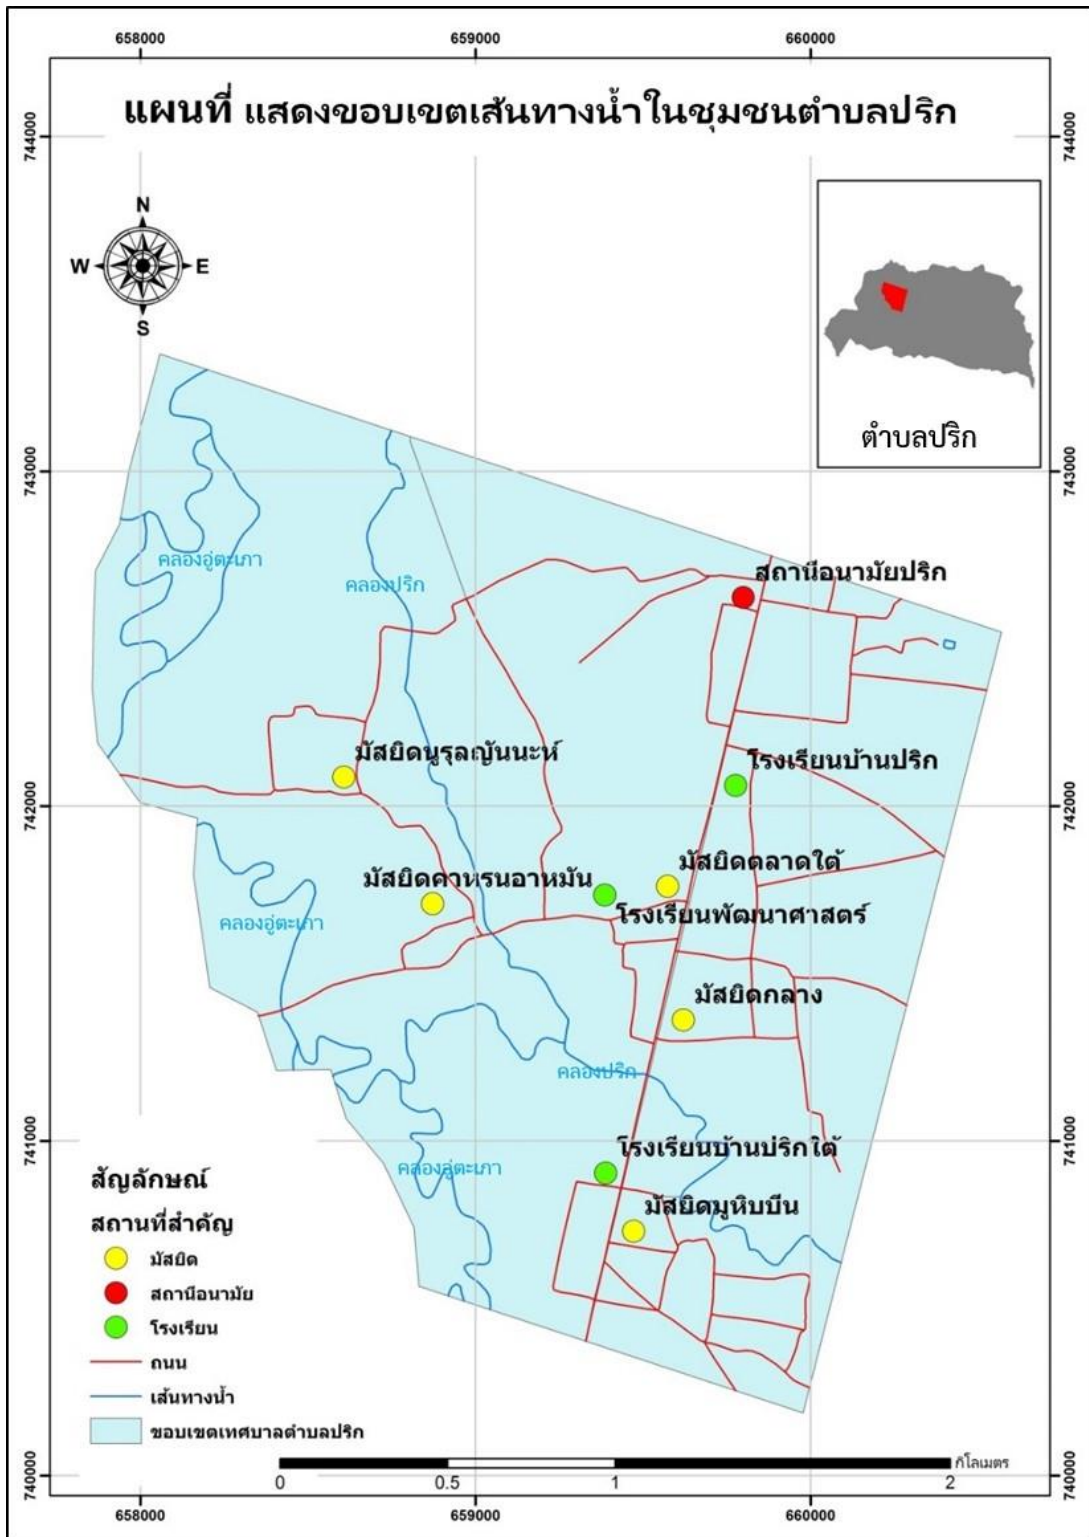 658000
659000
660000
744000
744000
แผนที่ แสดงขอบเขตเส้นทางน้ำในชุมชนตำบลปริก
N
W
E
S
ตำบลปริก
743000
743000
สถานีอนามัยปริก
คลองอู่ตะเภา
คลองปริก
มัสยิดนูรุลญันนะห์
โรงเรียนบ้านปริก
742000
742000
มัสยิดตลาดใต้
มัสยิดดาหรนอาหมัน
โรงเรียนพัฒนาศาสตร์
คลองอู่ตะเภา
มัสยิดกลาง
คลองปริก
741000
741000
โรงเรียนบ้านปริกใต้
คลองอู่ตะเภา
มัสยิดมูหิบบีน
สัญลักษณ์
สถานที่สำคัญ
มัสยิด
สถานีอนามัย
โรงเรียน
ถนน
เส้นทางน้ำ
ขอบเขตเทศบาลตำบลปริก
กิโลเมตร
0
0.5
1
2
740000
740000
658000
659000
660000